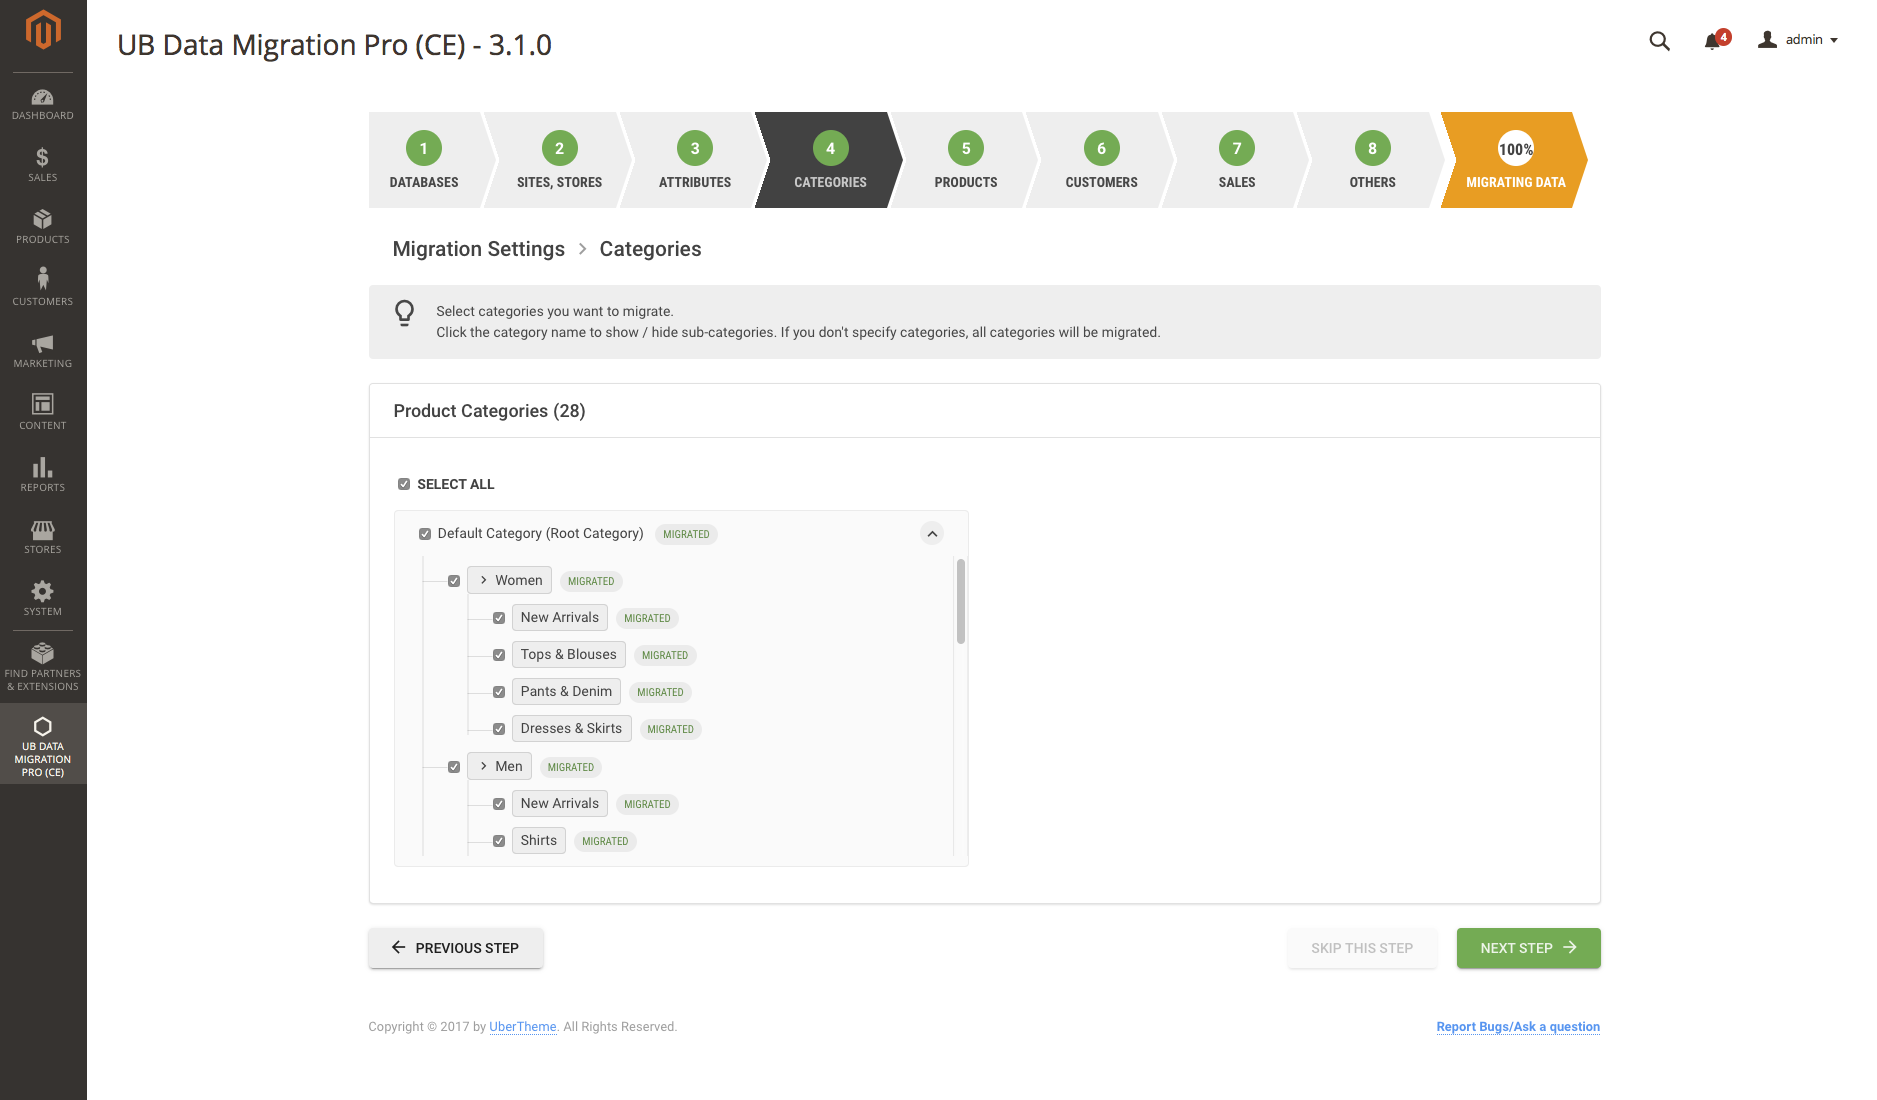 UB Data Migration Pro (CE) - 3.1.0
4
admin
DASHBOARD
SALES
PRODUCTS
CUSTOMERS
MARKETING
CONTENT
REPORTS
STORES
SYSTEM
FIND PARTNERS
& EXTENSIONS
UB DATA
MIGRATION
PRO (CE)
1
DATABASES
2
SITES, STORES
3
ATTRIBUTES
4
CATEGORIES
5
PRODUCTS
6
CUSTOMERS
7
SALES
8
OTHERS
100%
MIGRATING DATA
Migration Settings > Categories
Select categories you want to migrate.
Click the category name to show / hide sub-categories. If you don't specify categories, all categories will be migrated.
Product Categories (28)
SELECT ALL
Default Category (Root Category) MIGRATED
Women MIGRATED
New Arrivals MIGRATED
Tops & Blouses MIGRATED
Pants & Denim MIGRATED
Dresses & Skirts MIGRATED
Men MIGRATED
New Arrivals MIGRATED
Shirts MIGRATED
PREVIOUS STEP
SKIP THIS STEP
NEXT STEP
Copyright © 2017 by UberTheme. All Rights Reserved.
Report Bugs/Ask a question